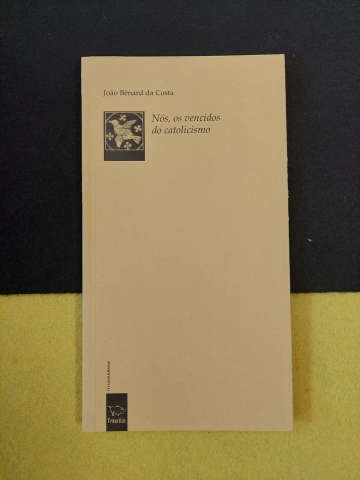 João Bénard da Costa
Nós, os vencidos
do catolicismo
Tenacitas